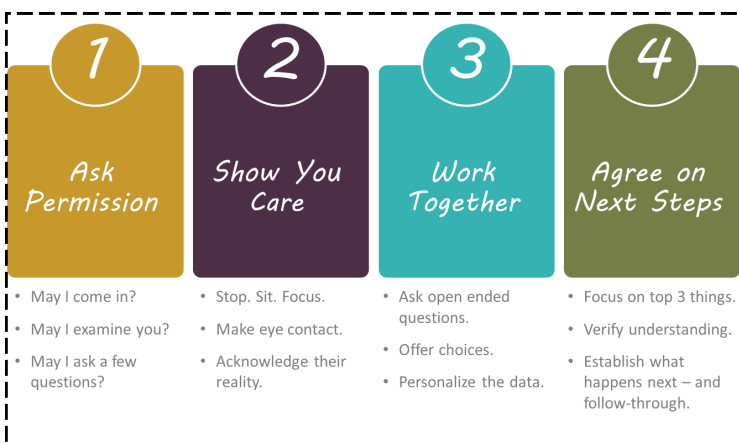 1
Ask
Permission
• May I come in?
• May I examine you?
• May I ask a few
questions?
2
Show You
Care
• Stop. Sit. Focus.
• Make eye contact.
• Acknowledge their
reality.
3
Work
Together
• Ask open ended
questions.
• Offer choices.
• Personalize the data.
4
Agree on
Next Steps
• Focus on top 3 things.
• Verify understanding.
• Establish what
happens next – and
follow-through.